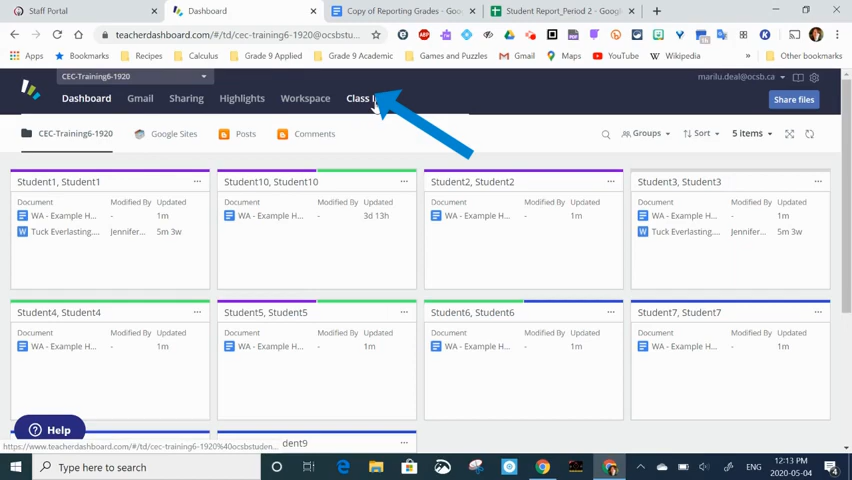 Staff Portal
Dashboard
Copy of Reporting Grades - Goo
Student Report_Period 2 - Google
teacherdashboard.com/#/td/cec-training6-1920@ocsbstu...
Apps
Bookmarks
Recipes
Calculus
Grade 9 Applied
Grade 9 Academic
Games and Puzzles
Gmail
Maps
YouTube
Wikipedia
Other bookmarks
CEC-Training6-1920
marilu.deal@ocsb.ca
Dashboard Gmail Sharing Highlights Workspace Class
Share files
CEC-Training6-1920 Google Sites Posts Comments
Groups Sort 5 items
Student1, Student1
Document Modified By Updated
WA - Example H... - 1m
Tuck Everlasting.... Jennifer... 5m 3w
Student10, Student10
Document Modified By Updated
WA - Example H... - 3d 13h
Student2, Student2
Document Modified By Updated
WA - Example H... - 1m
Student3, Student3
Document Modified By Updated
WA - Example H... - 1m
Tuck Everlasting.... Jennifer... 5m 3w
Student4, Student4
Document Modified By Updated
WA - Example H... - 1m
Student5, Student5
Document Modified By Updated
WA - Example H... - 1m
Student6, Student6
Document Modified By Updated
WA - Example H... - 1m
Student7, Student7
Document Modified By Updated
WA - Example H... - 1m
Help
dent9
https://www.teacherdashboard.com/#/td/cec-training6-1920%40ocsbstuden...
Type here to search
ENG
12:13 PM
2020-05-04
4